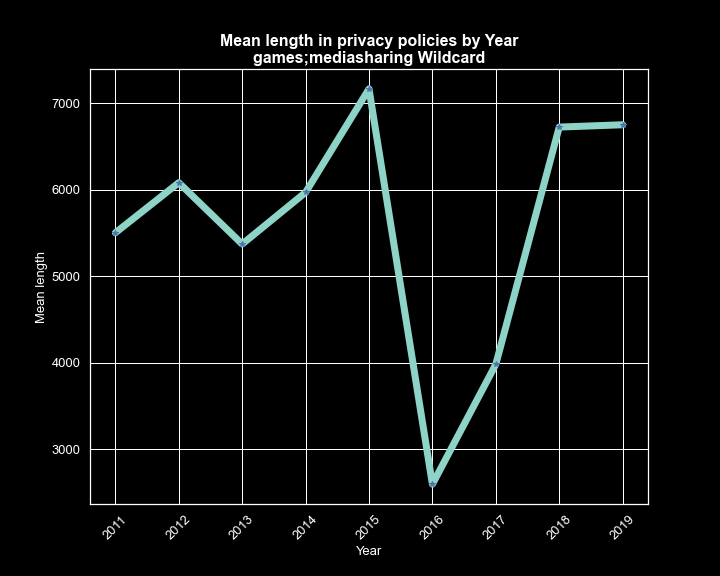 Mean length in privacy policies by Year
games;mediasharing Wildcard
7000
6000
5000
4000
3000
Mean length
2011 2012 2013 2014 2015 2016 2017 2018 2019
Year